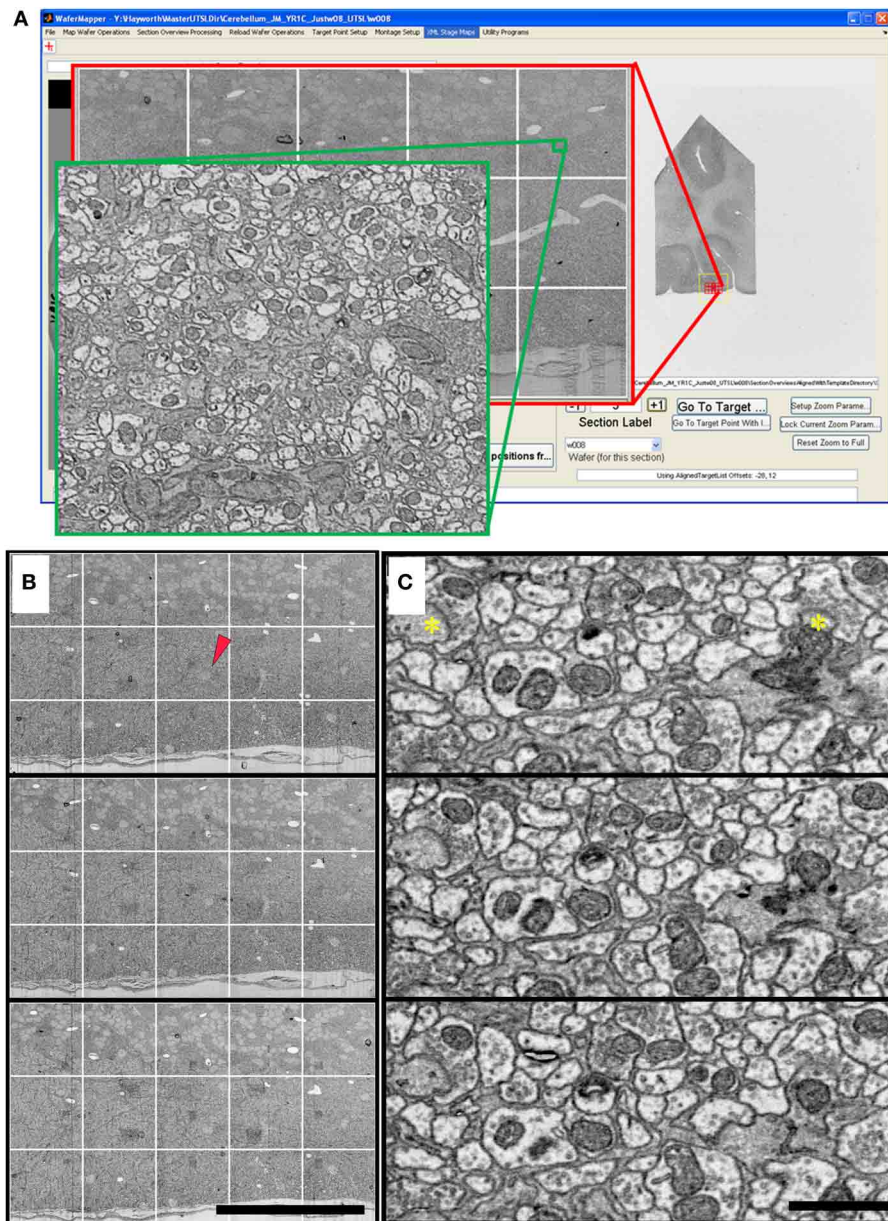 A
WaferMapper - Y:\Hayworth\MasterUTSLDir\Cerebellum_JM_YR1C_Justw08_UTSL\w008
File Map Wafer Operations Section Overview Processing Reload Wafer Operations Target Point Setup Montage Setup XML Stage Maps Utility Programs
-1 +1 Go To Target ... Setup Zoom Parame...
Section Label Go To Target Point With I... Lock Current Zoom Param...
w008 Reset Zoom to Full
positions fr... Wafer (for this section)
Using AlignedTargetList Offsets: -28, 12
B
C